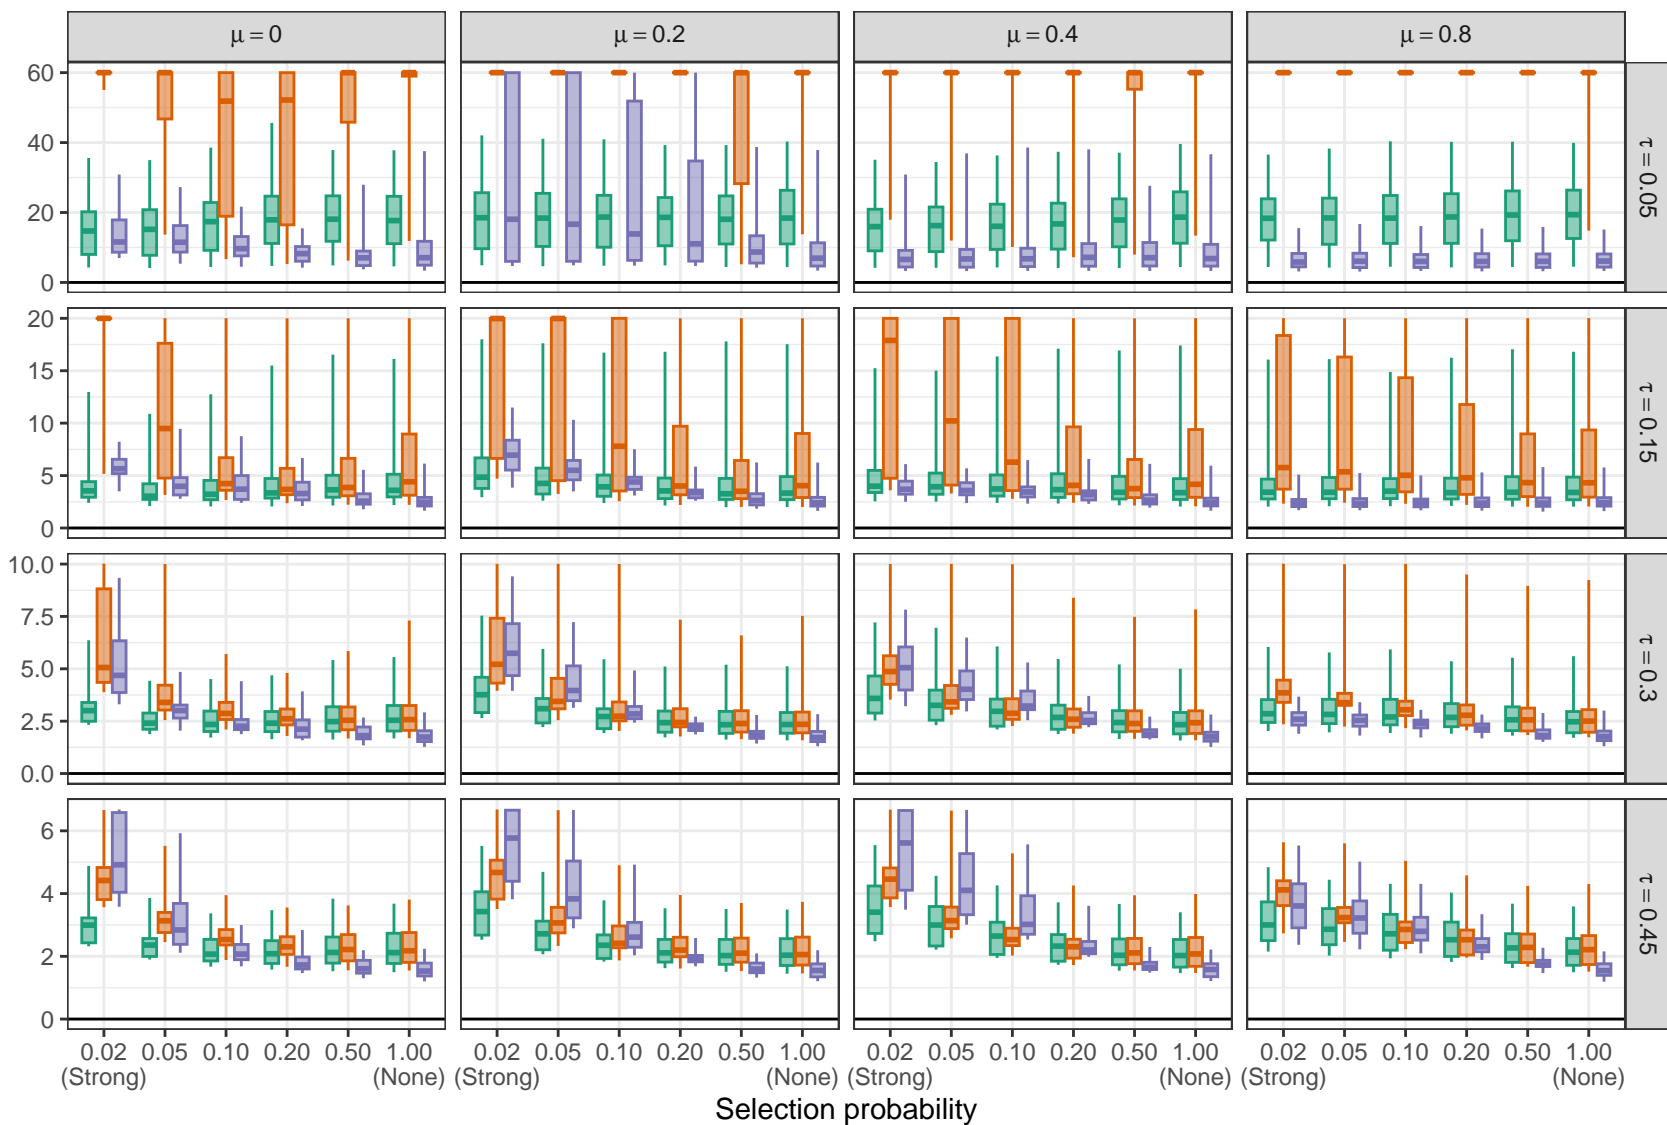 μ = 0 μ = 0.2 μ = 0.4 μ = 0.8
60
40
20
0
τ = 0.05
20
15
10
5
0
τ = 0.15
10.0
7.5
5.0
2.5
0.0
τ = 0.3
6
4
2
0
τ = 0.45
0.02 0.05 0.10 0.20 0.50 1.00 0.02 0.05 0.10 0.20 0.50 1.00 0.02 0.05 0.10 0.20 0.50 1.00 0.02 0.05 0.10 0.20 0.50 1.00
(Strong) (None) (Strong) (None) (Strong) (None) (Strong) (None)
Selection probability